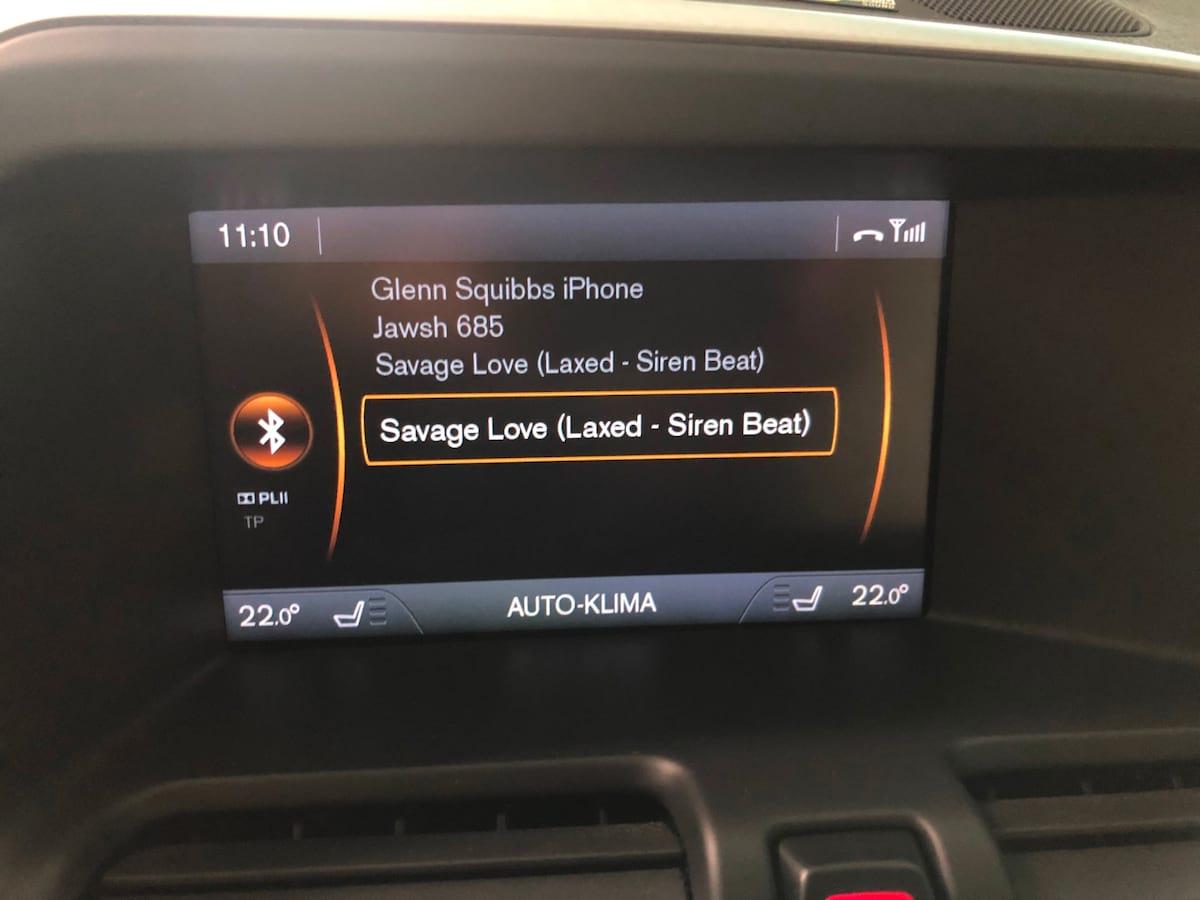 11:10
Glenn Squibbs iPhone
Jawsh 685
Savage Love (Laxed - Siren Beat)
Savage Love (Laxed - Siren Beat)
PLII
TP
22.0° AUTO-KLIMA 22.0°